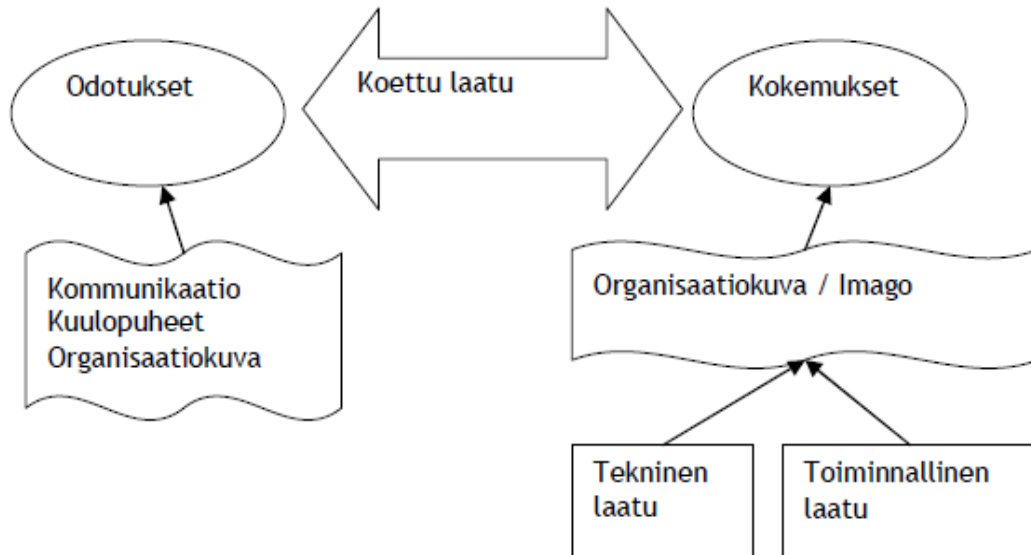 Odotukset
Koettu laatu
Kokemukset
Kommunikaatio
Kuulopuheet
Organisaatiokuva
Organisaatiokuva / Imago
Tekninen
laatu
Toiminnallinen
laatu